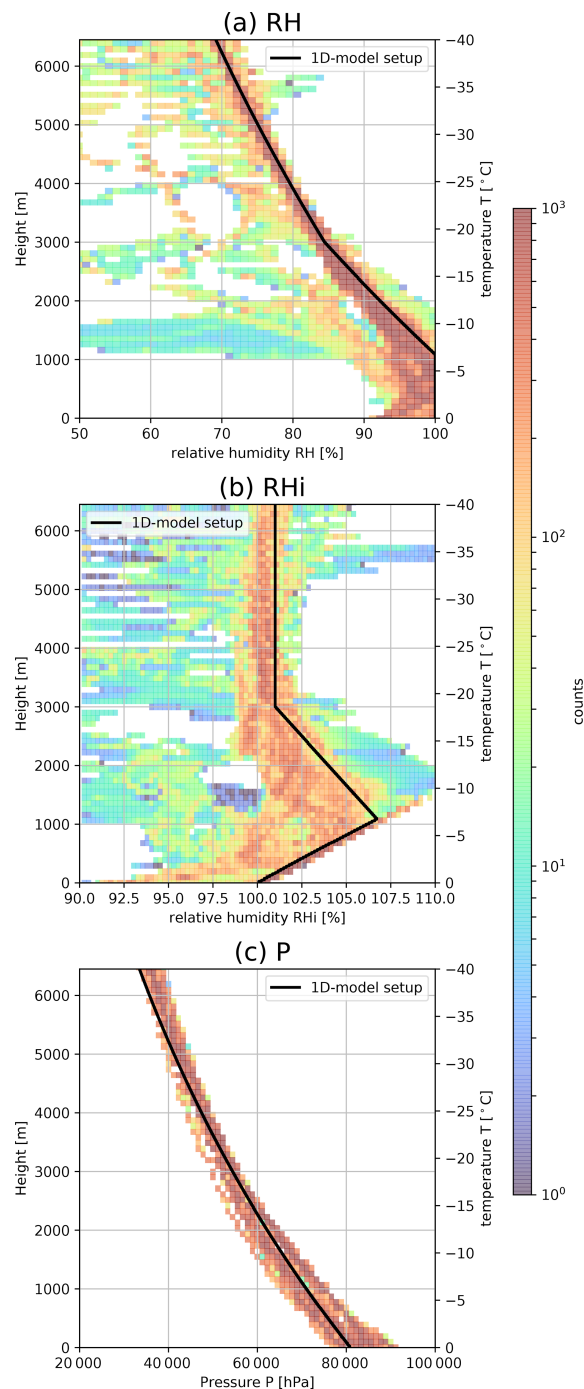 (a) RH
1D-model setup
6000
5000
4000
3000
2000
1000
0
Height [m]
−40
−35
−30
−25
−20
−15
−10
−5
0
temperature T [°C]
50 60 70 80 90 100
relative humidity RH [%]
(b) RHi
1D-model setup
6000
5000
4000
3000
2000
1000
0
Height [m]
−40
−35
−30
−25
−20
−15
−10
−5
0
temperature T [°C]
90.0 92.5 95.0 97.5 100.0 102.5 105.0 107.5 110.0
relative humidity RHi [%]
(c) P
1D-model setup
6000
5000
4000
3000
2000
1000
0
Height [m]
−40
−35
−30
−25
−20
−15
−10
−5
0
temperature T [°C]
20 000 40 000 60 000 80 000 100 000
Pressure P [hPa]
10³
10²
10¹
10⁰
counts